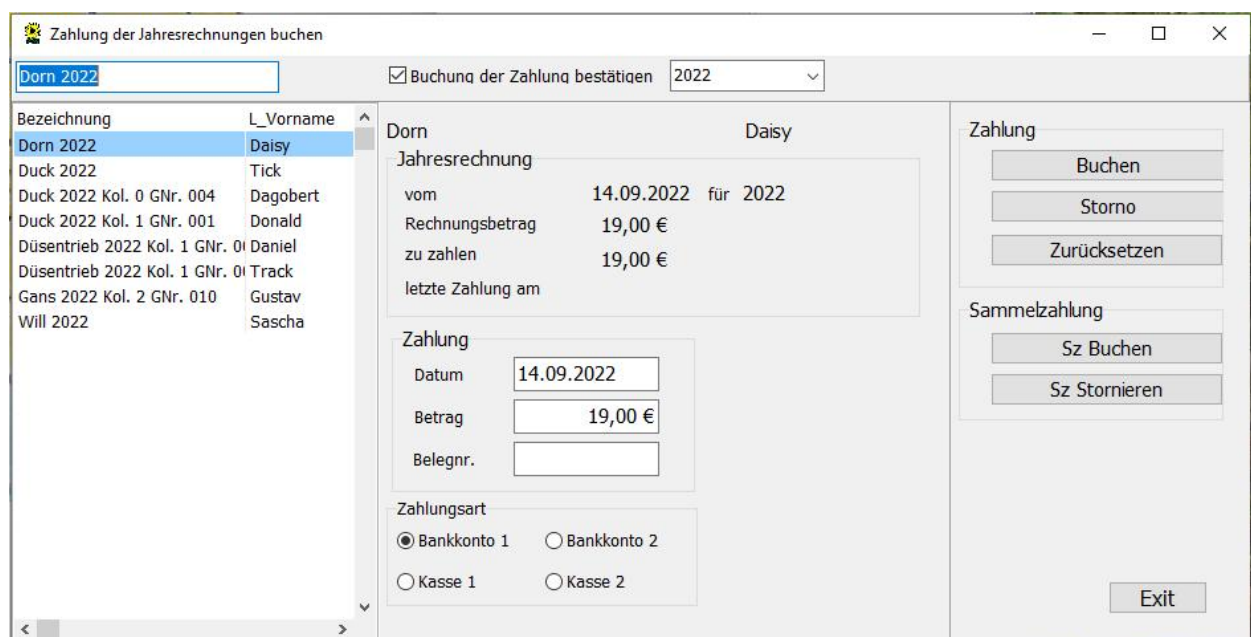 Zahlung der Jahresrechnungen buchen
Dorn 2022
Buchung der Zahlung bestätigen 2022
Bezeichnung L_Vorname
Dorn 2022 Daisy
Duck 2022 Tick
Duck 2022 Kol. 0 GNr. 004 Dagobert
Duck 2022 Kol. 1 GNr. 001 Donald
Düsentrieb 2022 Kol. 1 GNr. Daniel
Düsentrieb 2022 Kol. 1 GNr. Track
Gans 2022 Kol. 2 GNr. 010 Gustav
Will 2022 Sascha
Dorn Daisy
Jahresrechnung
vom 14.09.2022 für 2022
Rechnungsbetrag 19,00 €
zu zahlen 19,00 €
letzte Zahlung am
Zahlung
Datum 14.09.2022
Betrag 19,00 €
Belegnr.
Zahlungsart
Bankkonto 1 Bankkonto 2
Kasse 1 Kasse 2
Zahlung
Buchen
Storno
Zurücksetzen
Sammelzahlung
Sz Buchen
Sz Stornieren
Exit